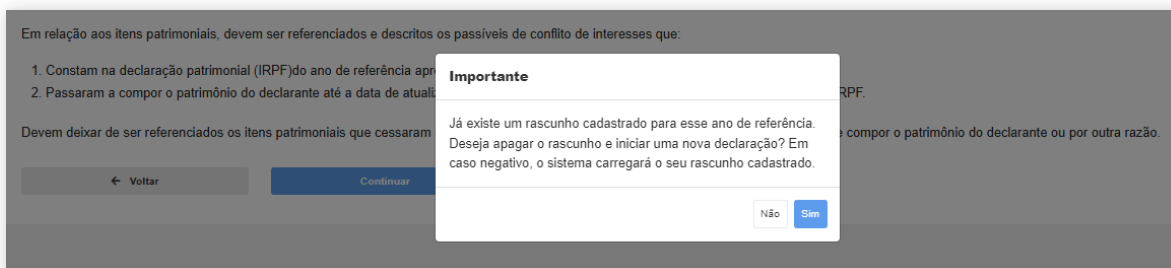 Em relação aos itens patrimoniais, devem ser referenciados e descritos os passíveis de conflito de interesses que:
1. Constam na declaração patrimonial (IRPF)do ano de referência
2. Passaram a compor o patrimônio do declarante até a data de RPF.
Devem deixar de ser referenciados os itens patrimoniais que cessaram compor o patrimônio do declarante ou por outra razão.
← Voltar
Continuar
Importante
Já existe um rascunho cadastrado para esse ano de referência.
Deseja apagar o rascunho e iniciar uma nova declaração? Em
caso negativo, o sistema carregará o seu rascunho cadastrado.
Não
Sim